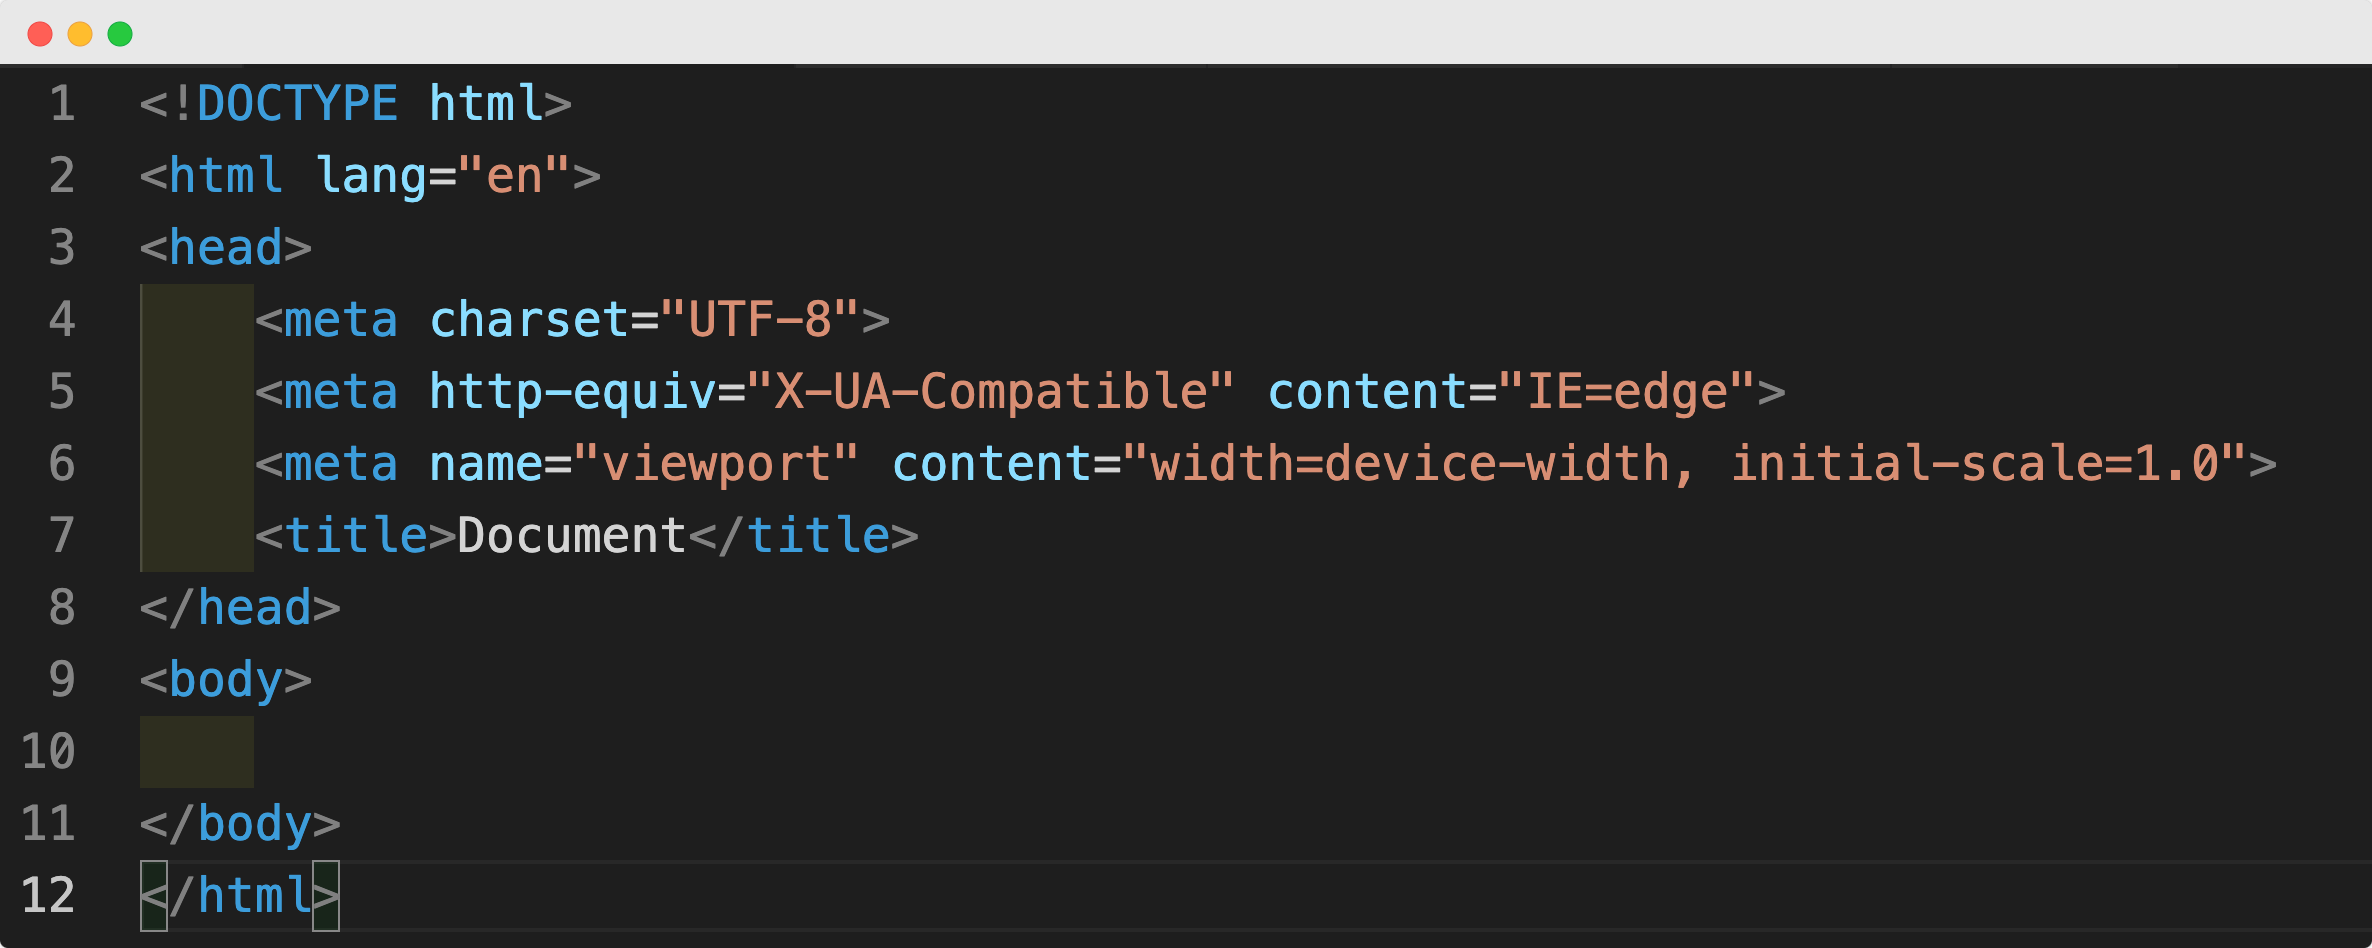 1 <!DOCTYPE html>
2 <html lang="en">
3 <head>
4     <meta charset="UTF-8">
5     <meta http-equiv="X-UA-Compatible" content="IE=edge">
6     <meta name="viewport" content="width=device-width, initial-scale=1.0">
7     <title>Document</title>
8 </head>
9 <body>
10
11 </body>
12 </html>